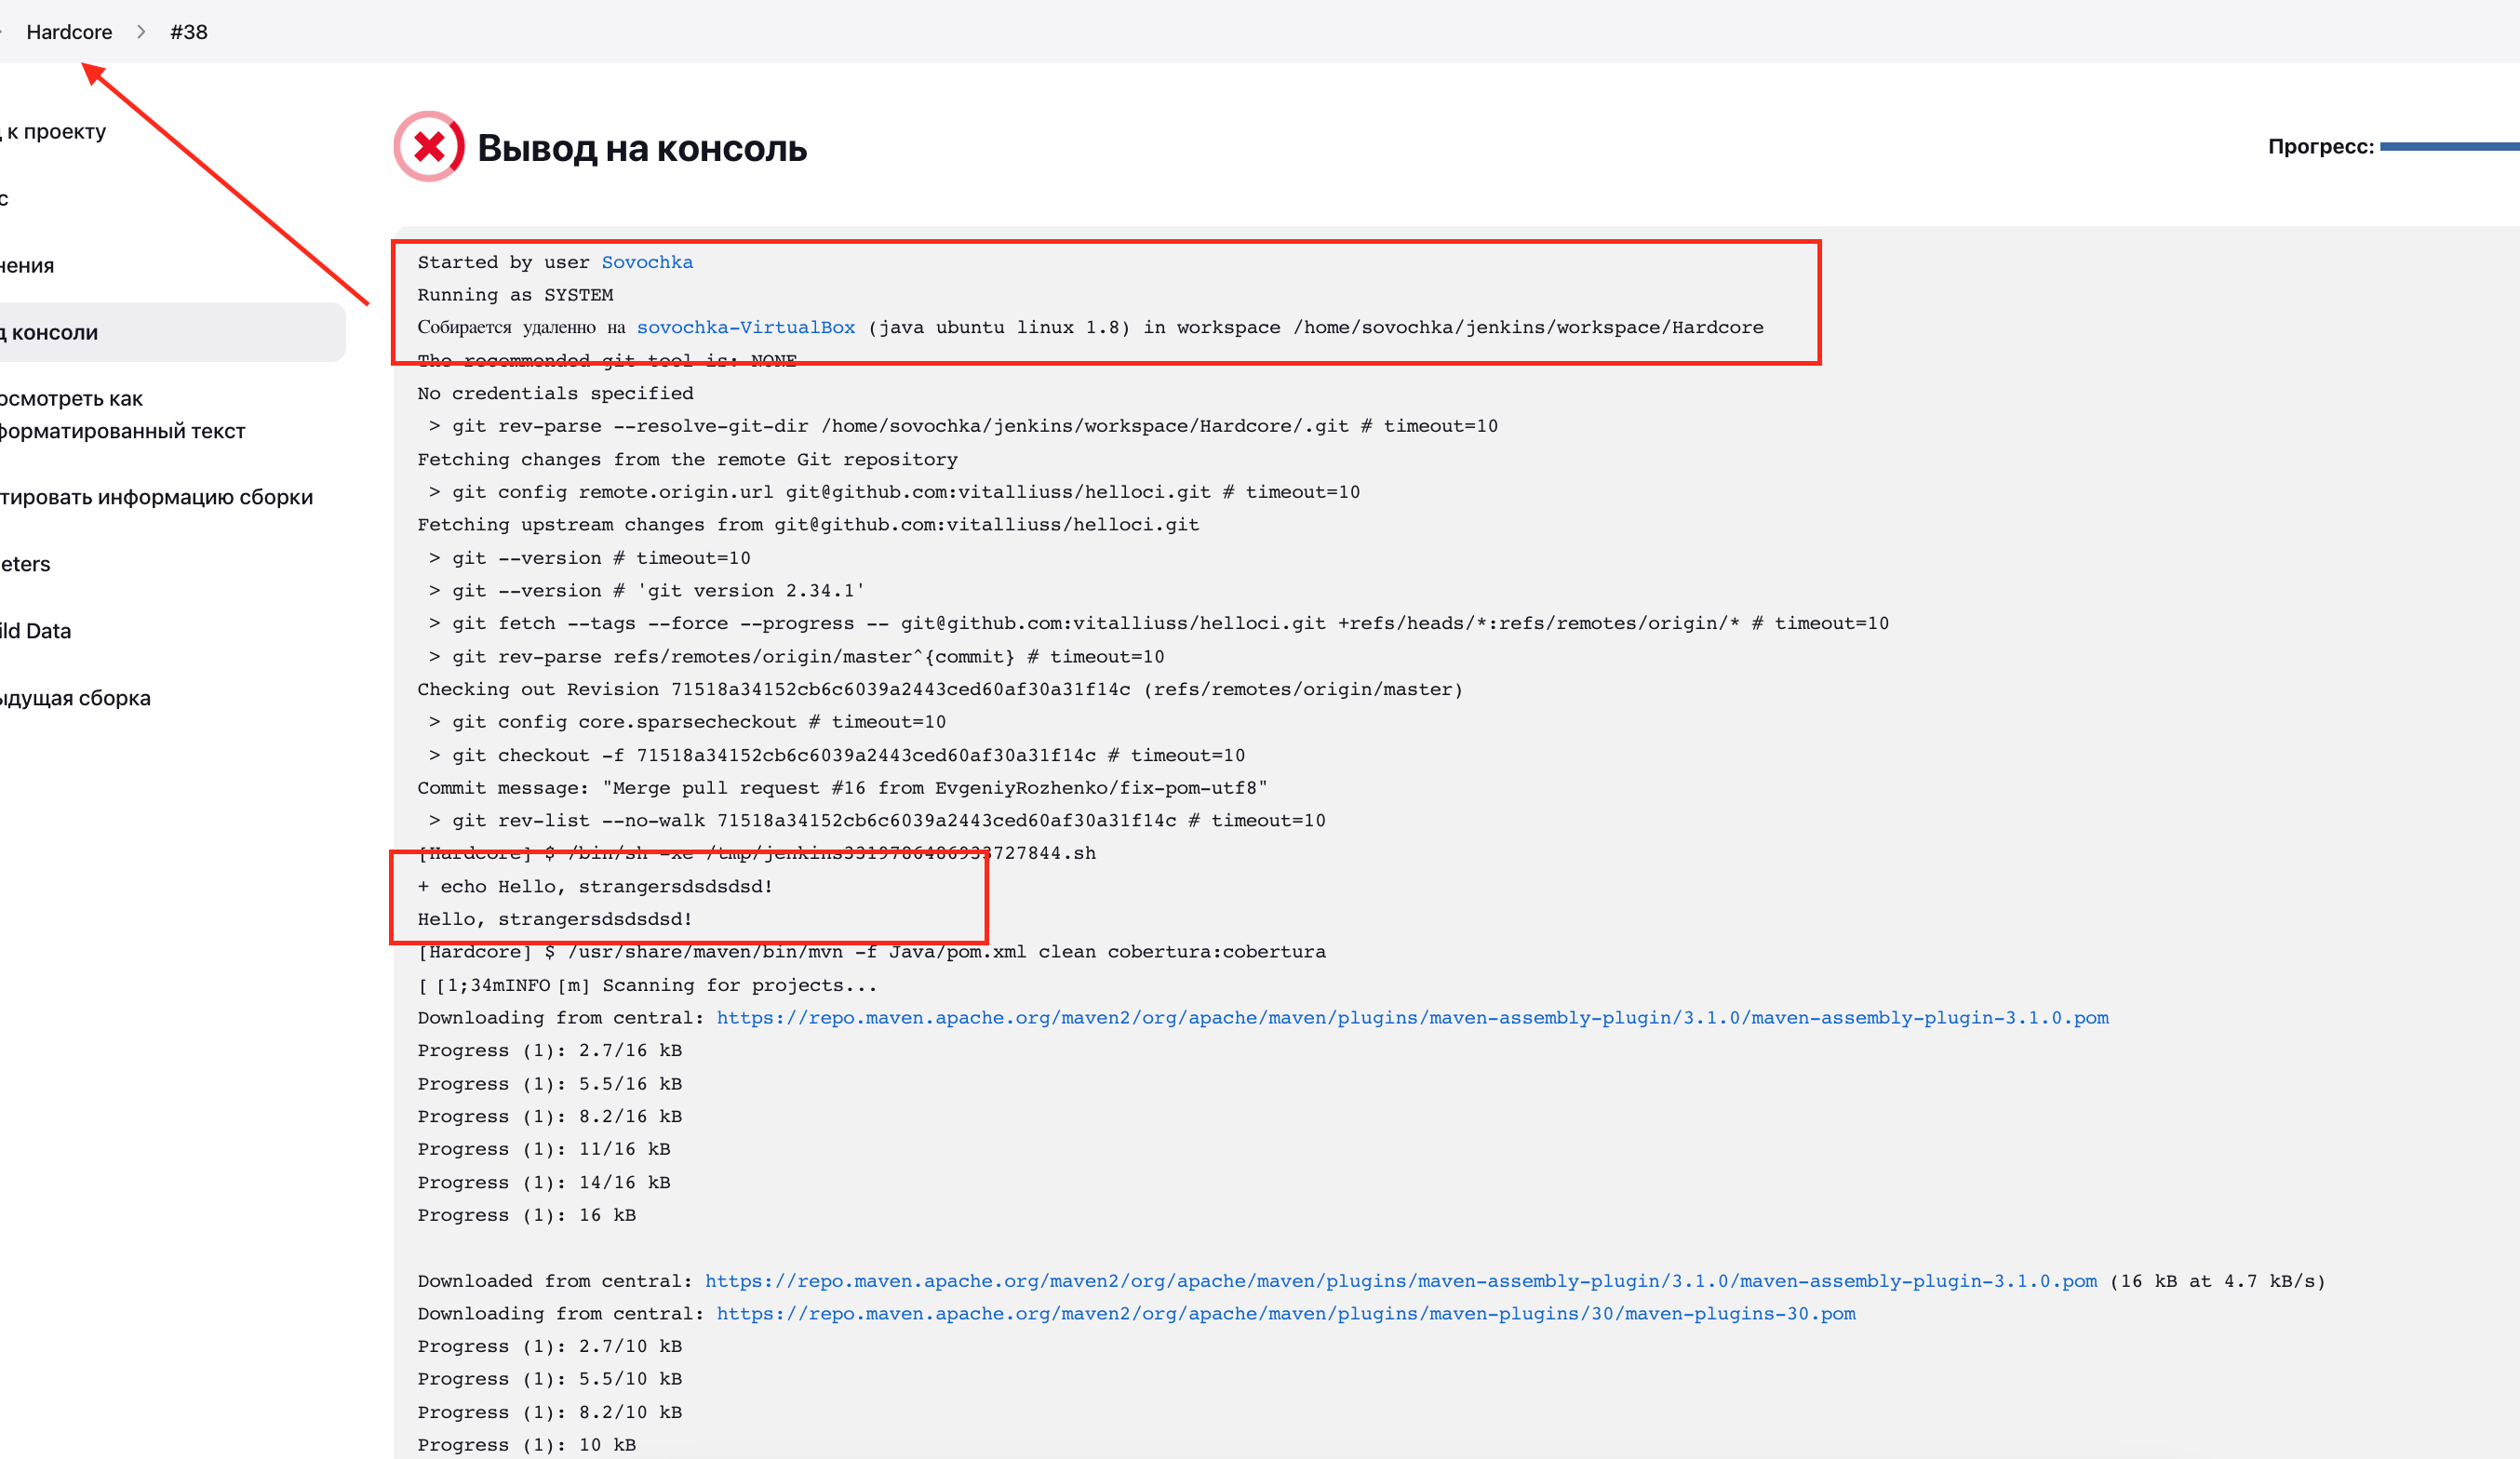 Hardcore > #38
к проекту
с
нения
д консоли
осмотреть как
форматированный текст
тировать информацию сборки
eters
ild Data
ыдущая сборка
Вывод на консоль
Прогресс:
Started by user Sovochka
Running as SYSTEM
Собирается удаленно на sovochka-VirtualBox (java ubuntu linux 1.8) in workspace /home/sovochka/jenkins/workspace/Hardcore
The recommended git tool is: NONE
No credentials specified
> git rev-parse --resolve-git-dir /home/sovochka/jenkins/workspace/Hardcore/.git # timeout=10
Fetching changes from the remote Git repository
> git config remote.origin.url git@github.com:vitalliuss/helloci.git # timeout=10
Fetching upstream changes from git@github.com:vitalliuss/helloci.git
> git --version # timeout=10
> git --version # 'git version 2.34.1'
> git fetch --tags --force --progress -- git@github.com:vitalliuss/helloci.git +refs/heads/*:refs/remotes/origin/* # timeout=10
> git rev-parse refs/remotes/origin/master^{commit} # timeout=10
Checking out Revision 71518a34152cb6c6039a2443ced60af30a31f14c (refs/remotes/origin/master)
> git config core.sparsecheckout # timeout=10
> git checkout -f 71518a34152cb6c6039a2443ced60af30a31f14c # timeout=10
Commit message: "Merge pull request #16 from EvgeniyRozhenko/fix-pom-utf8"
> git rev-list --no-walk 71518a34152cb6c6039a2443ced60af30a31f14c # timeout=10
[Hardcore] $ /bin/sh -xe
+ echo Hello, strangersdsdsdsd!
Hello, strangersdsdsdsd!
[Hardcore] $ /usr/share/maven/bin/mvn -f Java/pom.xml clean cobertura:cobertura
[ [1;34mINFO [m] Scanning for projects...
Downloading from central: https://repo.maven.apache.org/maven2/org/apache/maven/plugins/maven-assembly-plugin/3.1.0/maven-assembly-plugin-3.1.0.pom
Progress (1): 2.7/16 kB
Progress (1): 5.5/16 kB
Progress (1): 8.2/16 kB
Progress (1): 11/16 kB
Progress (1): 14/16 kB
Progress (1): 16 kB
Downloaded from central: https://repo.maven.apache.org/maven2/org/apache/maven/plugins/maven-assembly-plugin/3.1.0/maven-assembly-plugin-3.1.0.pom (16 kB at 4.7 kB/s)
Downloading from central: https://repo.maven.apache.org/maven2/org/apache/maven/plugins/maven-plugins/30/maven-plugins-30.pom
Progress (1): 2.7/10 kB
Progress (1): 5.5/10 kB
Progress (1): 8.2/10 kB
Progress (1): 10 kB